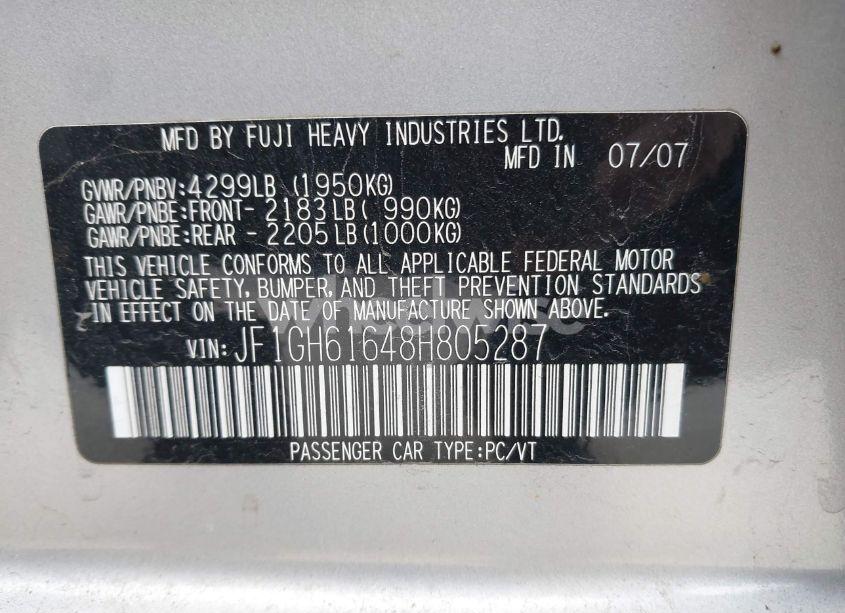 MFD BY FUJI HEAVY INDUSTRIES LTD.
MFD IN 07/07
GVWR/PNBV:4299LB (1950KG)
GAWR/PNBE:FRONT- 2183LB( 990KG)
GAWR/PNBE:REAR - 2205LB(1000KG)
THIS VEHICLE CONFORMS TO ALL APPLICABLE FEDERAL MOTOR
VEHICLE SAFETY, BUMPER, AND THEFT PREVENTION STANDARDS
IN EFFECT ON THE DATE OF MANUFACTURE SHOWN ABOVE.
VIN: JF1GH61648H805287
PASSENGER CAR TYPE:PC/VT